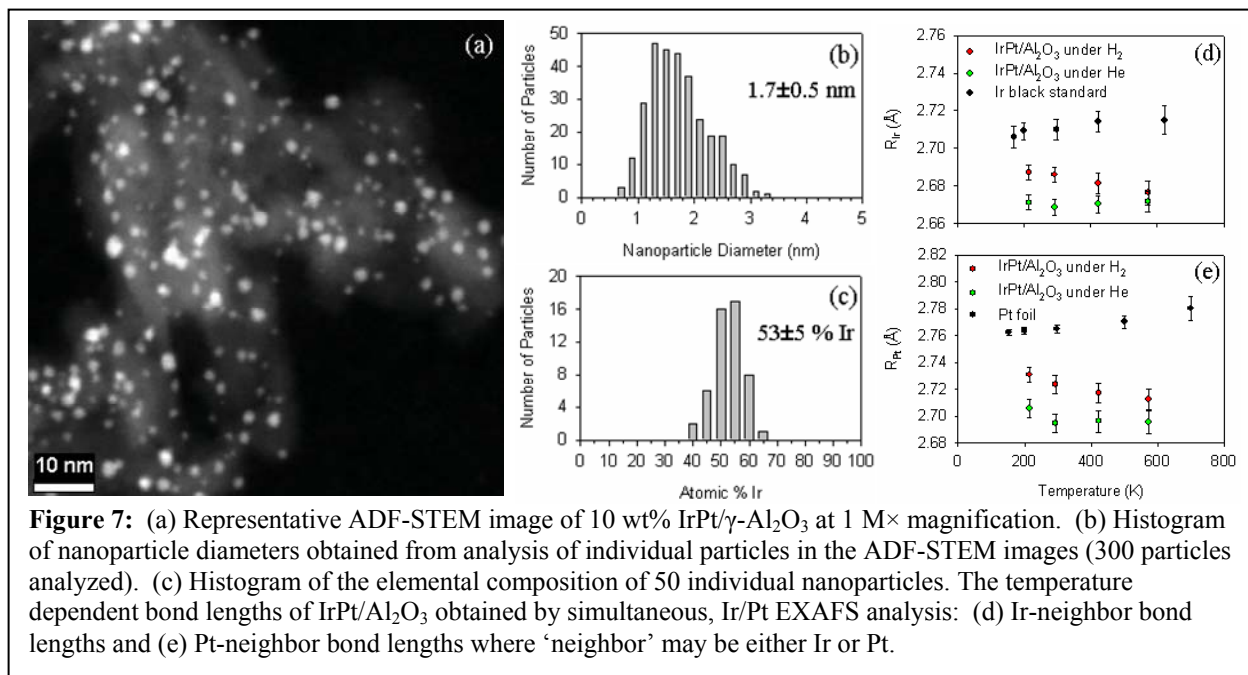 (a)
10 nm
(b)
1.7±0.5 nm
Number of Particles
50
40
30
20
10
0
0 1 2 3 4 5
Nanoparticle Diameter (nm)
(c)
53±5 % Ir
Number of Particles
20
16
12
8
4
0
0 10 20 30 40 50 60 70 80 90 100
Atomic % Ir
(d)
IrPt/Al₂O₃ under H₂
IrPt/Al₂O₃ under He
Ir black standard
R_Ir (Å)
2.76
2.74
2.72
2.70
2.68
2.66
(e)
IrPt/Al₂O₃ under H₂
IrPt/Al₂O₃ under He
Pt foil
R_Pt (Å)
2.82
2.80
2.78
2.76
2.74
2.72
2.70
2.68
0 200 400 600 800
Temperature (K)
Figure 7: (a) Representative ADF-STEM image of 10 wt% IrPt/γ-Al₂O₃ at 1 M× magnification. (b) Histogram
of nanoparticle diameters obtained from analysis of individual particles in the ADF-STEM images (300 particles
analyzed). (c) Histogram of the elemental composition of 50 individual nanoparticles. The temperature
dependent bond lengths of IrPt/Al₂O₃ obtained by simultaneous, Ir/Pt EXAFS analysis: (d) Ir-neighbor bond
lengths and (e) Pt-neighbor bond lengths where ‘neighbor’ may be either Ir or Pt.